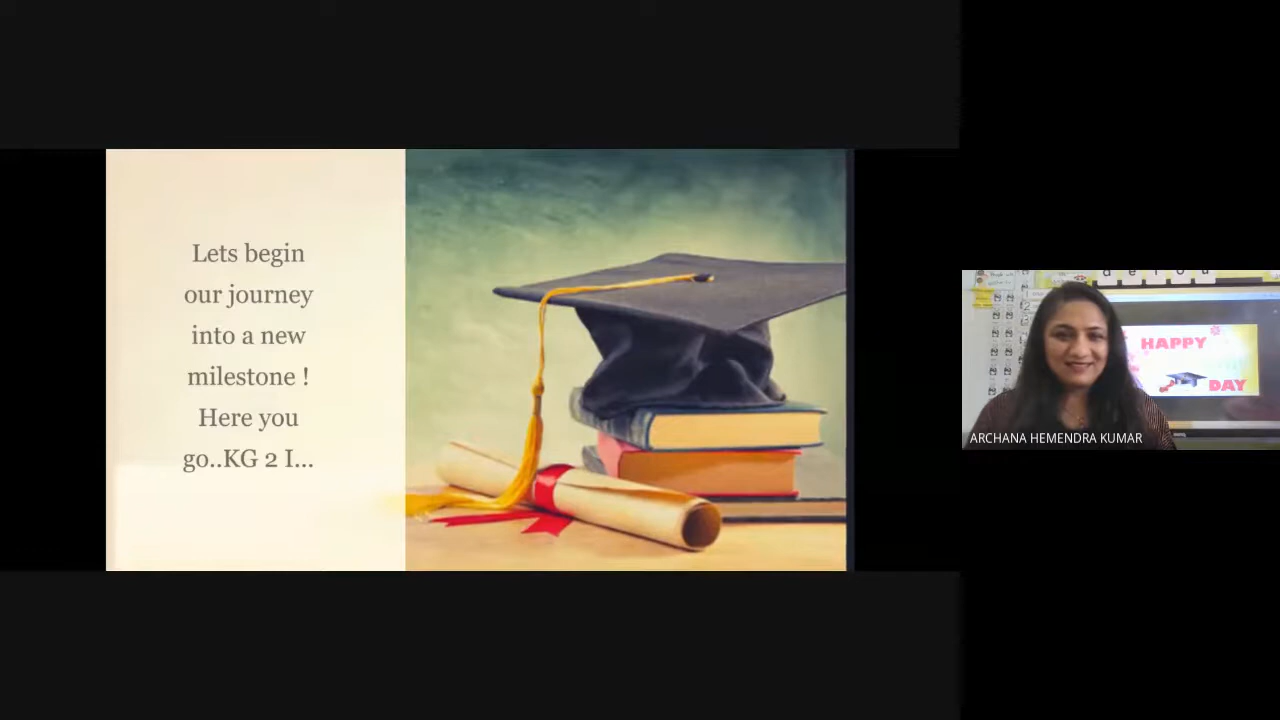 Lets begin
our journey
into a new
milestone !
Here you
go..KG 2 I...
a e i o u
HAPPY
DAY
ARCHANA HEMENDRA KUMAR